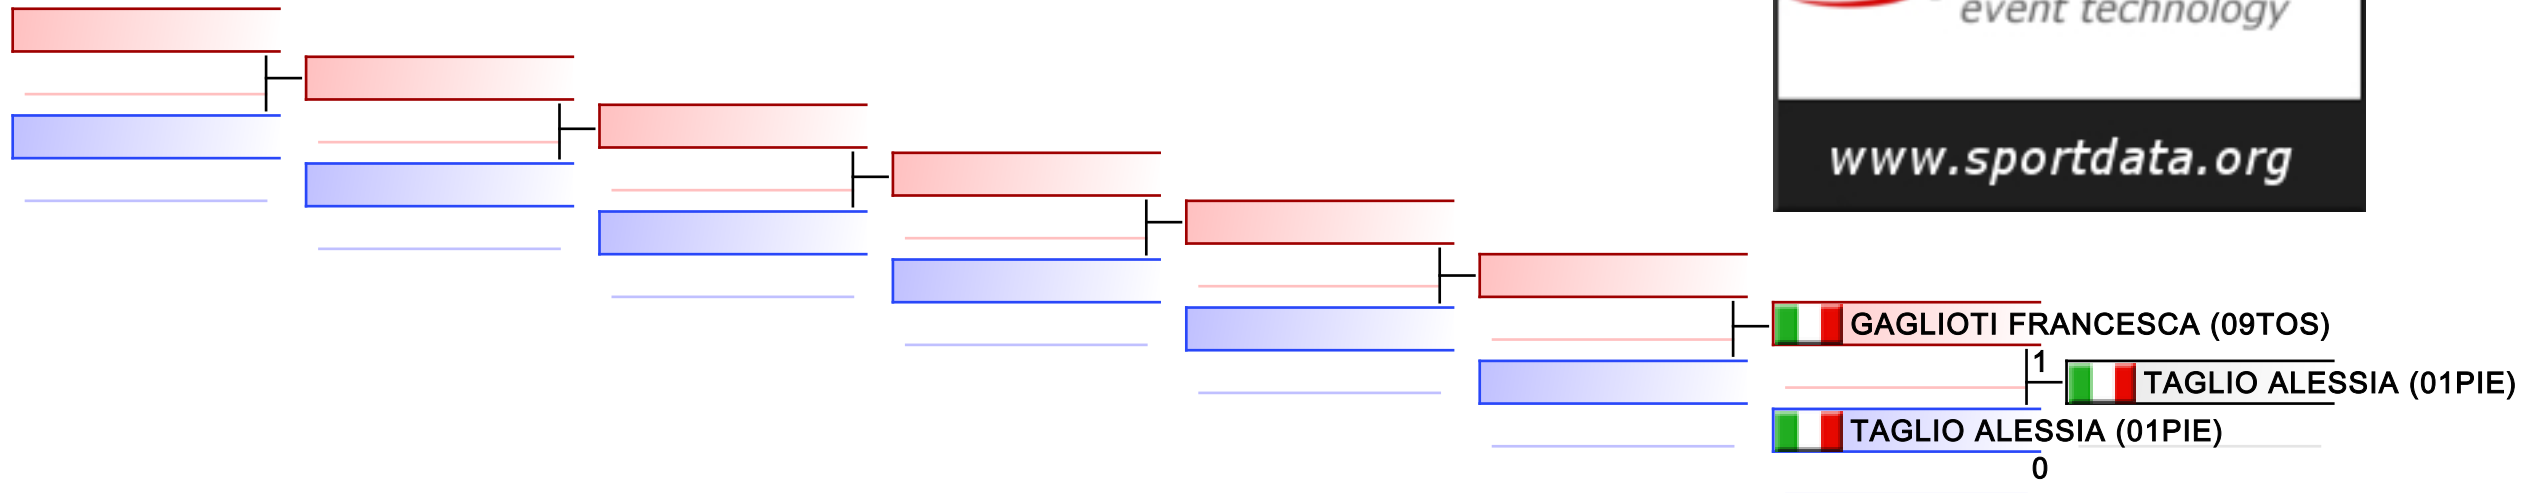 event technology
www.sportdata.org
GAGLIOTI FRANCESCA (09TOS)
1
TAGLIO ALESSIA (01PIE)
TAGLIO ALESSIA (01PIE)
0